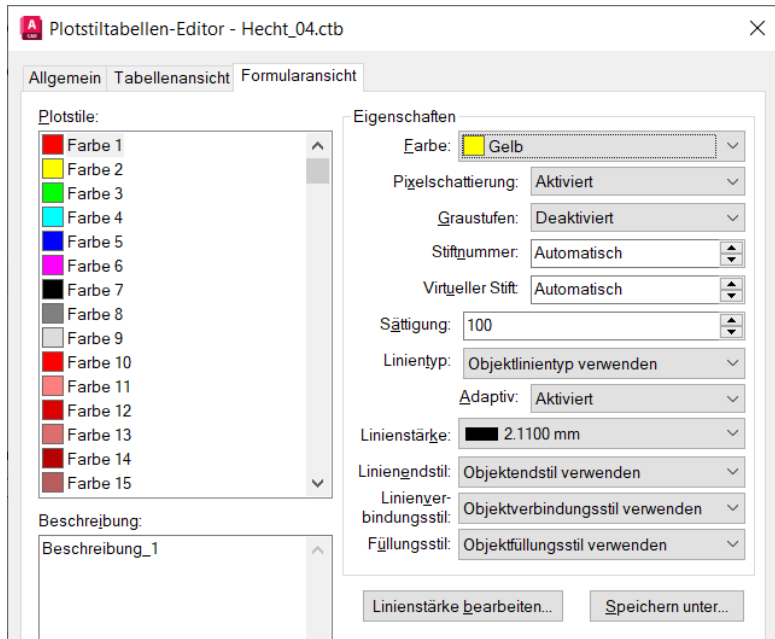 Plotstiltabellen-Editor - Hecht_04.ctb
Allgemein Tabellenansicht Formularansicht
Plotstile:
Farbe 1
Farbe 2
Farbe 3
Farbe 4
Farbe 5
Farbe 6
Farbe 7
Farbe 8
Farbe 9
Farbe 10
Farbe 11
Farbe 12
Farbe 13
Farbe 14
Farbe 15
Beschreibung:
Beschreibung_1
Eigenschaften
Farbe: Gelb
Pixelschattierung: Aktiviert
Graustufen: Deaktiviert
Stiftnummer: Automatisch
Virtueller Stift: Automatisch
Sättigung: 100
Linientyp: Objektlinientyp verwenden
Adaptiv: Aktiviert
Linienstärke: 2.1100 mm
Linienendstil: Objektendstil verwenden
Linienver-
bindungsstil: Objektverbindungsstil verwenden
Füllungsstil: Objektfüllungsstil verwenden
Linienstärke bearbeiten... Speichern unter...
A
CAD